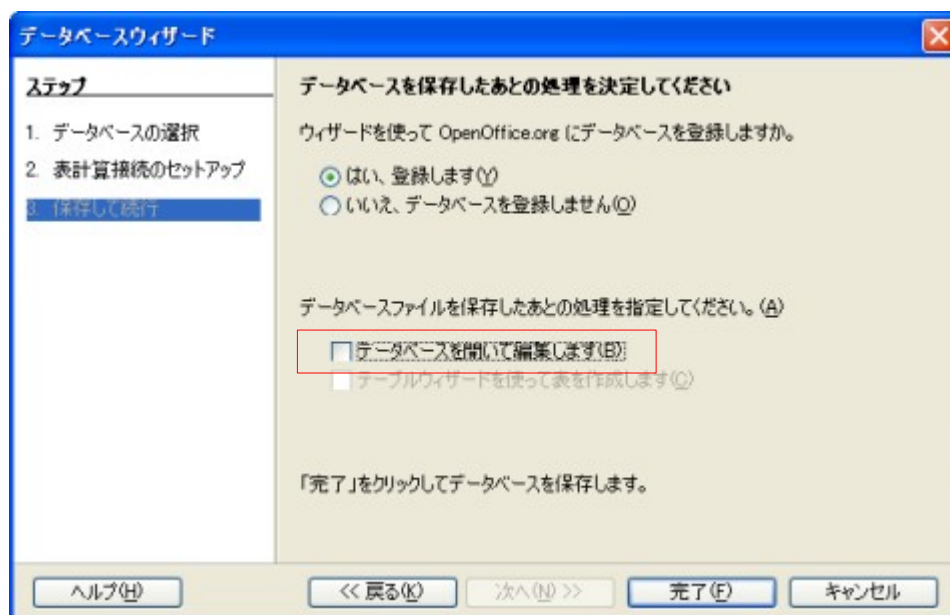 データベースウィザード
ステップ
1. データベースの選択
2. 表計算接続のセットアップ
3. 保存して続行
データベースを保存したあとの処理を決定してください
ウィザードを使って OpenOffice.org にデータベースを登録しますか。
はい、登録します(Y)
いいえ、データベースを登録しません(O)
データベースファイルを保存したあとの処理を指定してください。(A)
データベースを開いて編集します(B)
テーブルウィザードを使って表を作成します(C)
「完了」をクリックしてデータベースを保存します。
ヘルプ(H)
<< 戻る(K)
次へ(N) >>
完了(F)
キャンセル